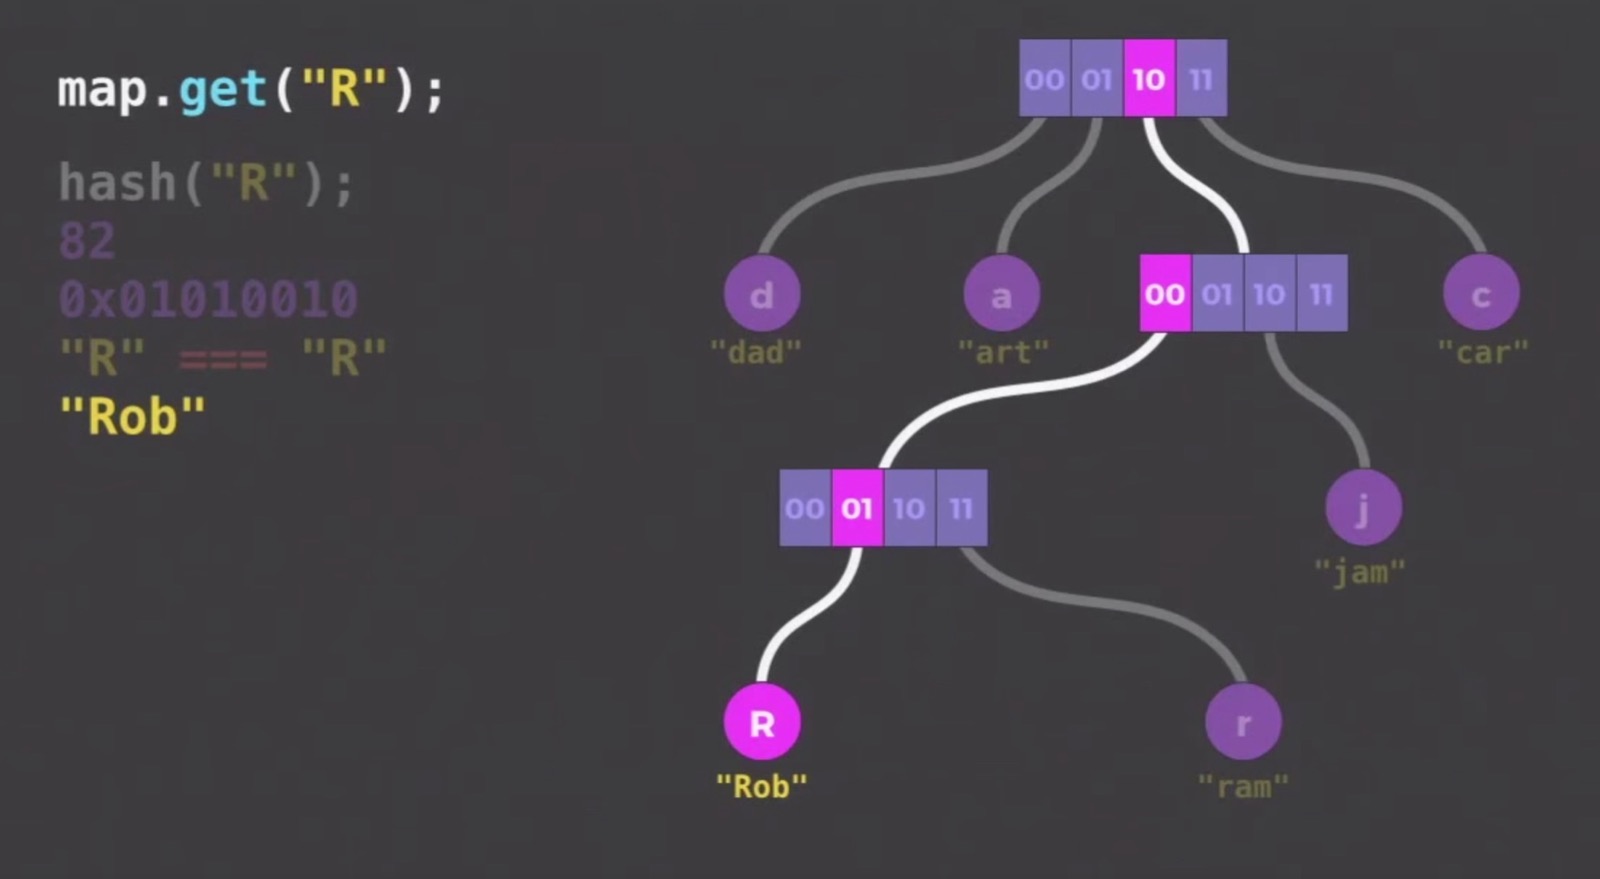 map.get("R");
hash("R");
82
0x01010010
"R" === "R"
"Rob"
00 01 10 11
d
"dad"
a
"art"
00 01 10 11
c
"car"
00 01 10 11
j
"jam"
R
"Rob"
r
"ram"